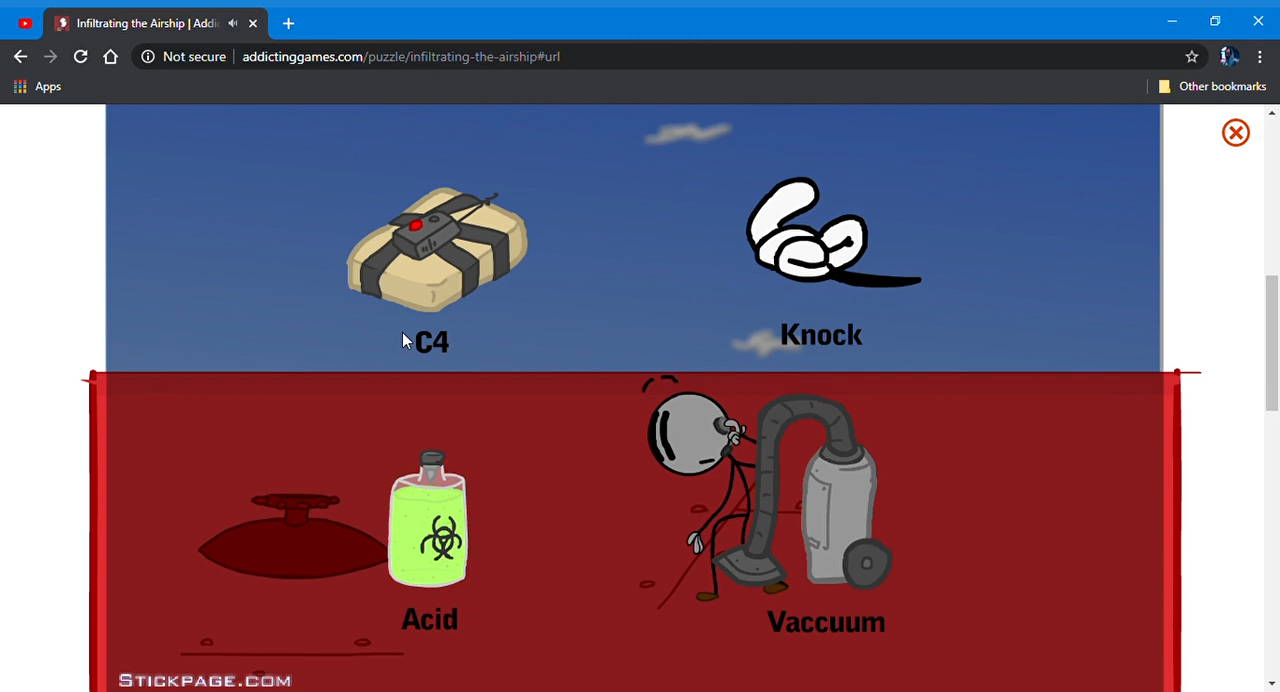 Infiltrating the Airship | Addic
Not secure
addictinggames.com/puzzle/infiltrating-the-airship#url
Apps
Other bookmarks
C4
Knock
Acid
Vaccuum
STICKPAGE.COM